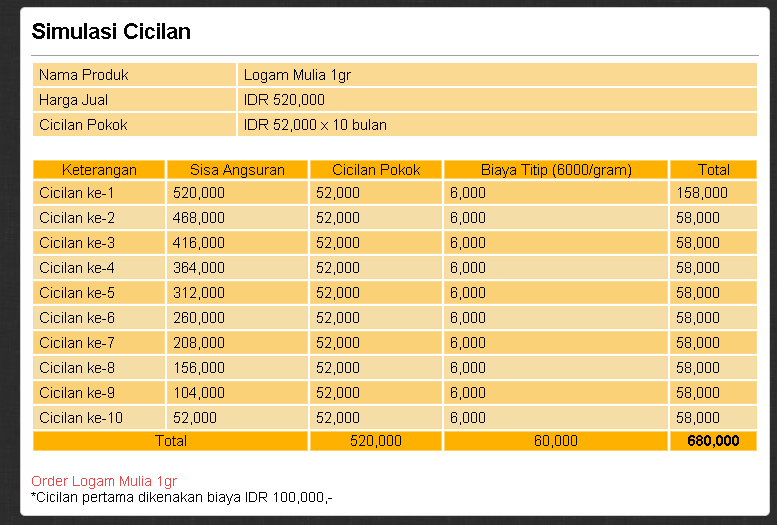 Simulasi Cicilan
Nama Produk Logam Mulia 1gr
Harga Jual IDR 520,000
Cicilan Pokok IDR 52,000 x 10 bulan
Keterangan Sisa Angsuran Cicilan Pokok Biaya Titip (6000/gram) Total
Cicilan ke-1 520,000 52,000 6,000 158,000
Cicilan ke-2 468,000 52,000 6,000 58,000
Cicilan ke-3 416,000 52,000 6,000 58,000
Cicilan ke-4 364,000 52,000 6,000 58,000
Cicilan ke-5 312,000 52,000 6,000 58,000
Cicilan ke-6 260,000 52,000 6,000 58,000
Cicilan ke-7 208,000 52,000 6,000 58,000
Cicilan ke-8 156,000 52,000 6,000 58,000
Cicilan ke-9 104,000 52,000 6,000 58,000
Cicilan ke-10 52,000 52,000 6,000 58,000
Total 520,000 60,000 680,000
Order Logam Mulia 1gr
*Cicilan pertama dikenakan biaya IDR 100,000,-